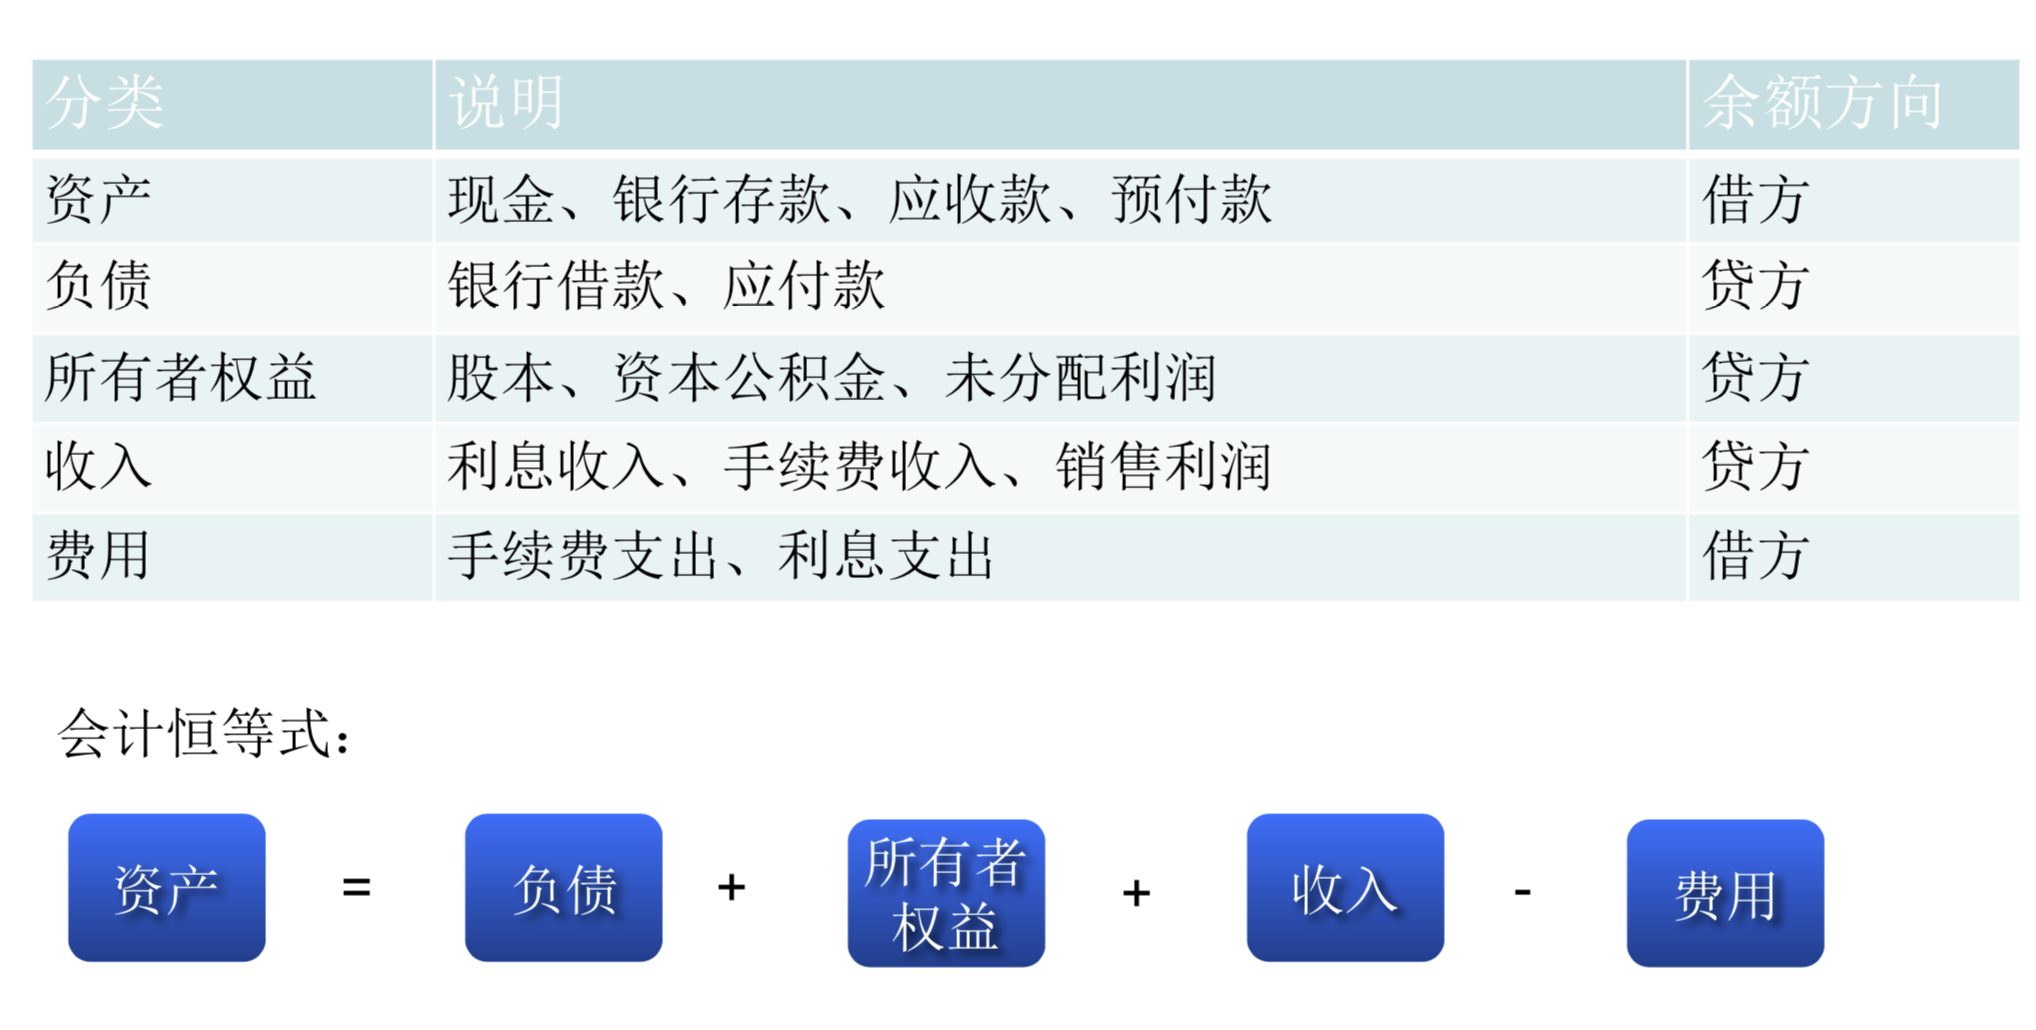 分类 说明 余额方向
资产 现金、银行存款、应收款、预付款 借方
负债 银行借款、应付款 贷方
所有者权益 股本、资本公积金、未分配利润 贷方
收入 利息收入、手续费收入、销售利润 贷方
费用 手续费支出、利息支出 借方
会计恒等式：
资产 = 负债 + 所有者权益 + 收入 - 费用